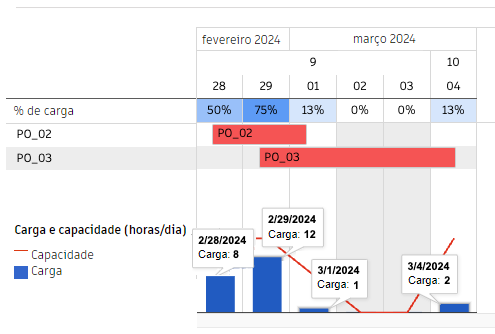 fevereiro 2024 março 2024
9 10
28 29 01 02 03 04
% de carga 50% 75% 13% 0% 0% 13%
PO_02 PO_02
PO_03 PO_03
Carga e capacidade (horas/dia)
Capacidade
Carga
2/28/2024
Carga: 8
2/29/2024
Carga: 12
3/1/2024
Carga: 1
3/4/2024
Carga: 2